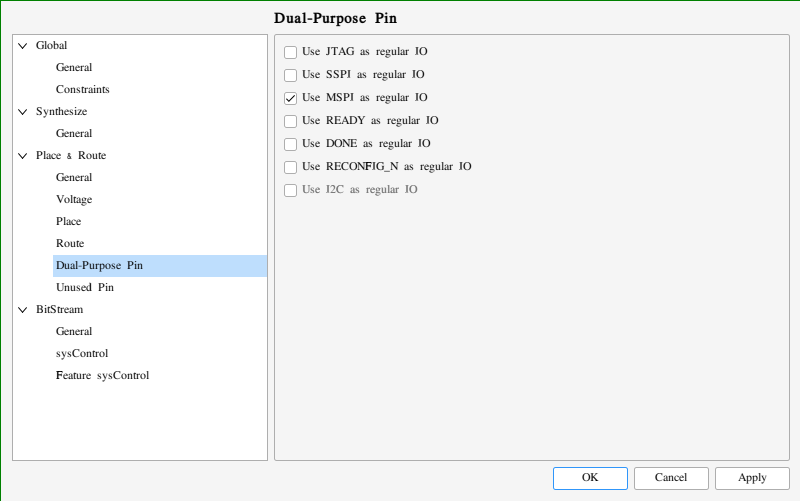 Dual-Purpose Pin
Global
General
Constraints
Synthesize
General
Place & Route
General
Voltage
Place
Route
Dual-Purpose Pin
Unused Pin
BitStream
General
sysControl
Feature sysControl
Use JTAG as regular IO
Use SSPI as regular IO
Use MSPI as regular IO
Use READY as regular IO
Use DONE as regular IO
Use RECONFIG_N as regular IO
Use I2C as regular IO
OK
Cancel
Apply